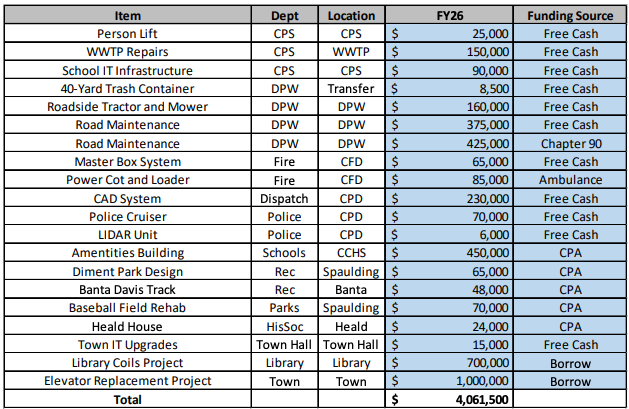 Item Dept Location FY26 Funding Source
Person Lift CPS CPS $ 25,000 Free Cash
WWTP Repairs CPS WWTP $ 150,000 Free Cash
School IT Infrastructure CPS CPS $ 90,000 Free Cash
40-Yard Trash Container DPW Transfer $ 8,500 Free Cash
Roadside Tractor and Mower DPW DPW $ 160,000 Free Cash
Road Maintenance DPW DPW $ 375,000 Free Cash
Road Maintenance DPW DPW $ 425,000 Chapter 90
Master Box System Fire CFD $ 65,000 Free Cash
Power Cot and Loader Fire CFD $ 85,000 Ambulance
CAD System Dispatch CPD $ 230,000 Free Cash
Police Cruiser Police CPD $ 70,000 Free Cash
LIDAR Unit Police CPD $ 6,000 Free Cash
Amentities Building Schools CCHS $ 450,000 CPA
Diment Park Design Rec Spaulding $ 65,000 CPA
Banta Davis Track Rec Banta $ 48,000 CPA
Baseball Field Rehab Parks Spaulding $ 70,000 CPA
Heald House HisSoc Heald $ 24,000 CPA
Town IT Upgrades Town Hall Town Hall $ 15,000 Free Cash
Library Coils Project Library Library $ 700,000 Borrow
Elevator Replacement Project Town Town $ 1,000,000 Borrow
Total $ 4,061,500